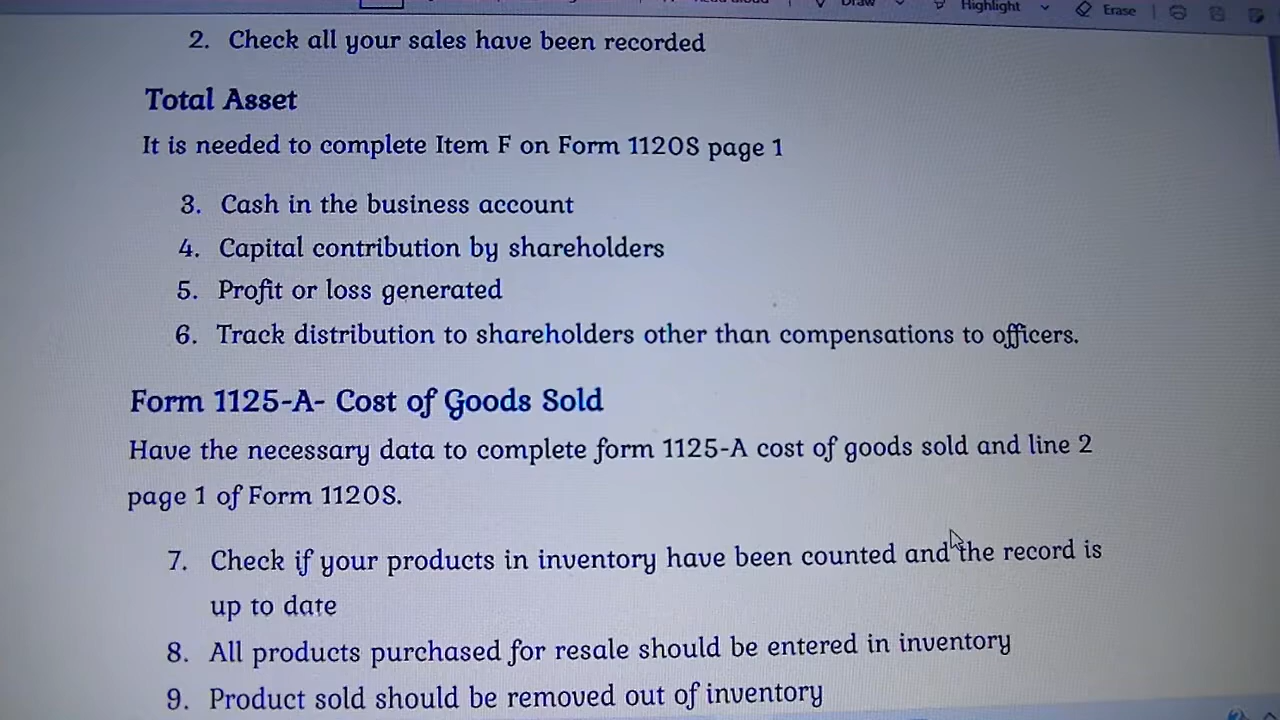 Draw
Highlight
Erase
2. Check all your sales have been recorded
Total Asset
It is needed to complete Item F on Form 1120S page 1
3. Cash in the business account
4. Capital contribution by shareholders
5. Profit or loss generated
6. Track distribution to shareholders other than compensations to officers.
Form 1125-A- Cost of Goods Sold
Have the necessary data to complete form 1125-A cost of goods sold and line 2
page 1 of Form 1120S.
7. Check if your products in inventory have been counted and the record is
up to date
8. All products purchased for resale should be entered in inventory
9. Product sold should be removed out of inventory